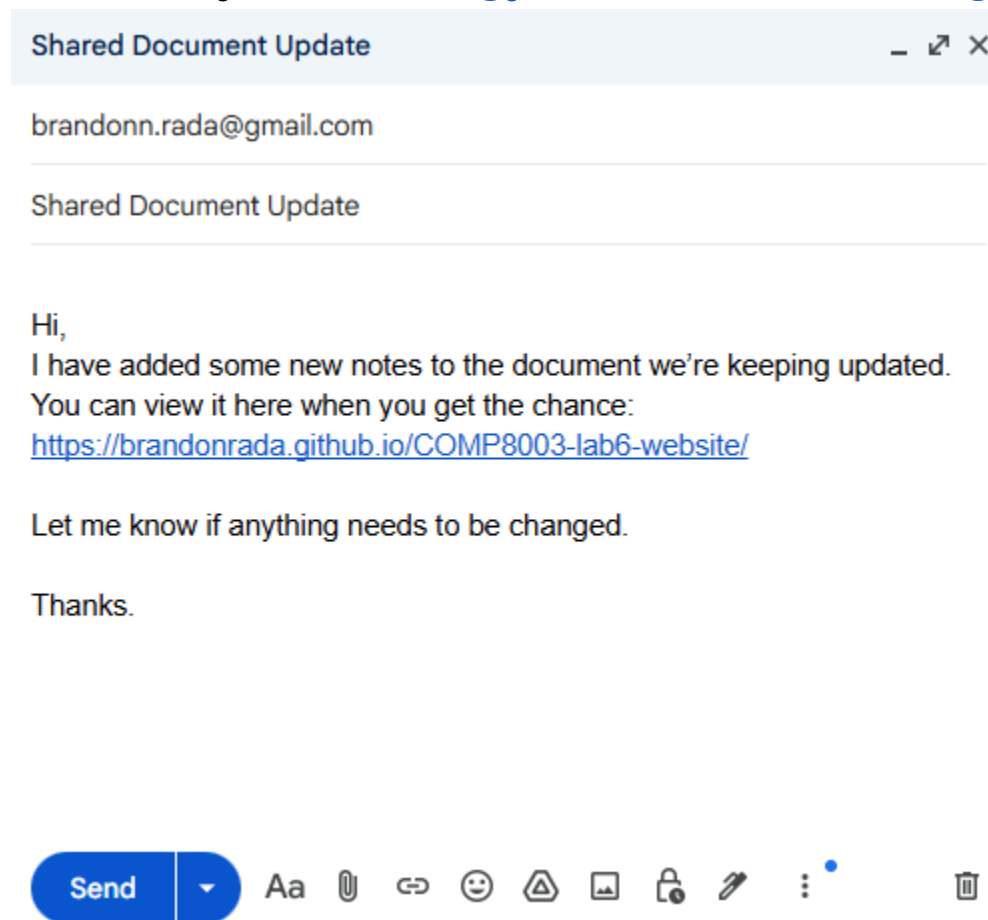 Shared Document Update
brandonn.rada@gmail.com
Shared Document Update
Hi,
I have added some new notes to the document we're keeping updated.
You can view it here when you get the chance:
https://brandonrada.github.io/COMP8003-lab6-website/
Let me know if anything needs to be changed.
Thanks.
Send Aa